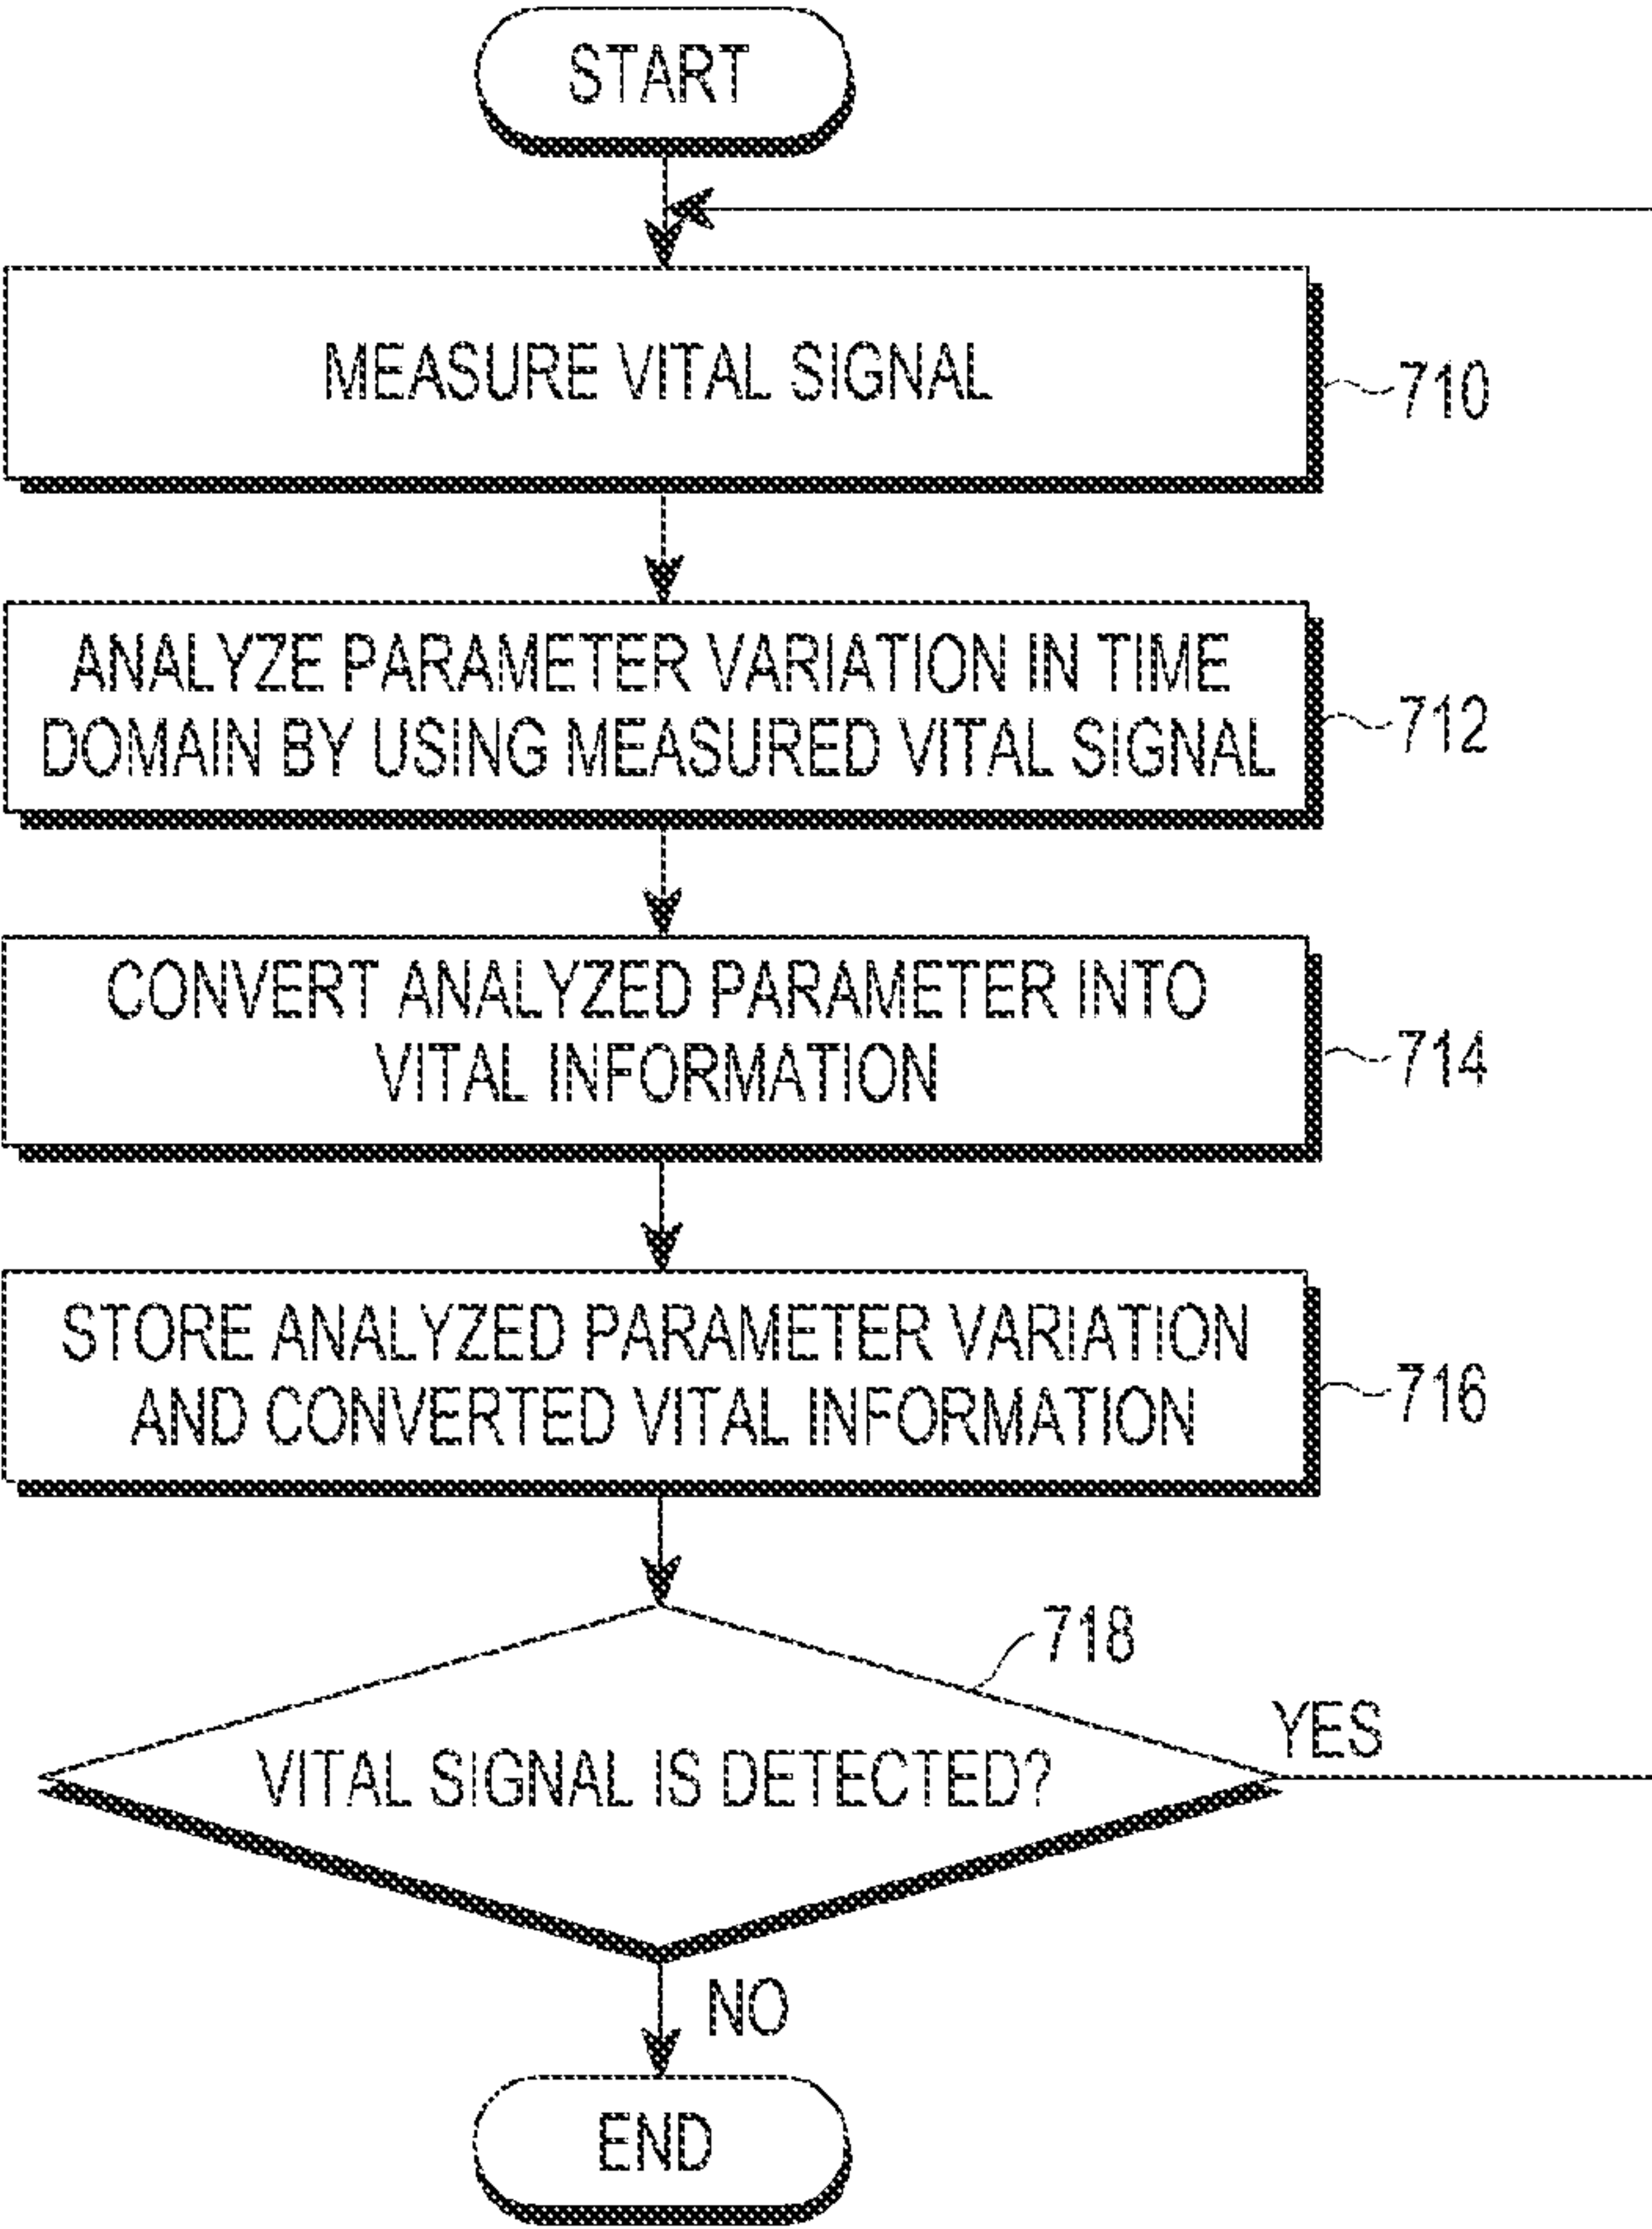 START
MEASURE VITAL SIGNAL
710
ANALYZE PARAMETER VARIATION IN TIME
DOMAIN BY USING MEASURED VITAL SIGNAL
712
CONVERT ANALYZED PARAMETER INTO
VITAL INFORMATION
714
STORE ANALYZED PARAMETER VARIATION
AND CONVERTED VITAL INFORMATION
716
718
VITAL SIGNAL IS DETECTED?
YES
NO
END